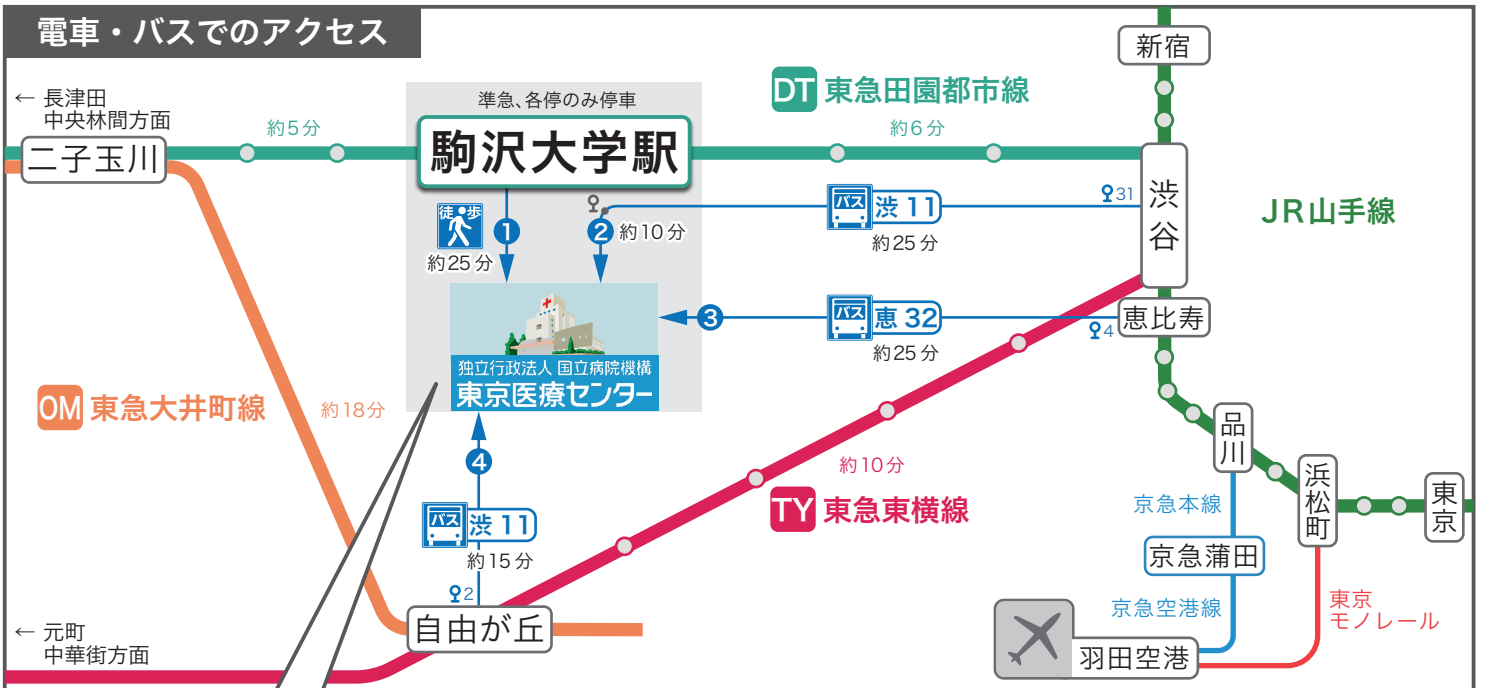 電車・バスでのアクセス
新宿
← 長津田
中央林間方面
準急、各停のみ停車
DT 東急田園都市線
約5分
約6分
二子玉川
駒沢大学駅
渋谷
JR山手線
徒歩
1
約25分
2
約10分
バス
渋11
約25分
31
3
バス
恵32
約25分
4
恵比寿
独立行政法人 国立病院機構
東京医療センター
OM 東急大井町線
約18分
4
バス
渋11
約15分
2
約10分
TY 東急東横線
品川
浜松町
東京
京急本線
京急蒲田
京急空港線
東京
モノレール
自由が丘
← 元町
中華街方面
羽田空港